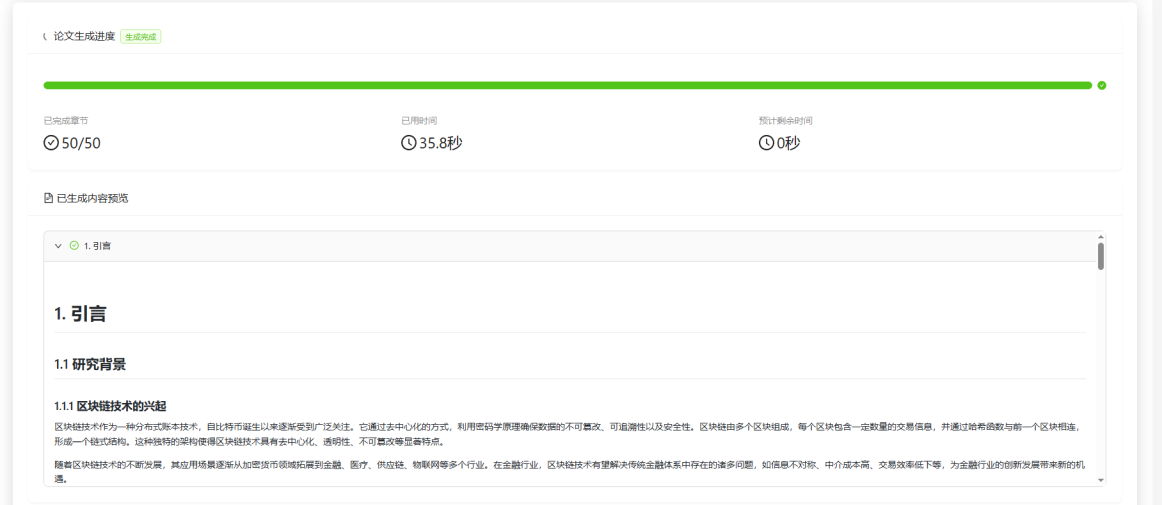 论文生成进度 生成完成
已完成章节 已用时间 预计剩余时间
50/50 35.8秒 0秒
已生成内容预览
1. 引言
1. 引言
1.1 研究背景
1.1.1 区块链技术的兴起
区块链技术作为一种分布式账本技术，自比特币诞生以来逐渐受到广泛关注。它通过去中心化的方式，利用密码学原理确保数据的不可篡改、可追溯性以及安全性。区块链由多个区块组成，每个区块包含一定数量的交易信息，并通过哈希函数与前一个区块相连，
形成一个链式结构。这种独特的架构使得区块链技术具有去中心化、透明性、不可篡改等显著特点。
随着区块链技术的不断发展，其应用场景逐渐从加密货币领域拓展到金融、医疗、供应链、物联网等多个行业。在金融行业，区块链技术有望解决传统金融体系中存在的诸多问题，如信息不对称、中介成本高、交易效率低下等，为金融行业的创新发展带来新的机
遇。